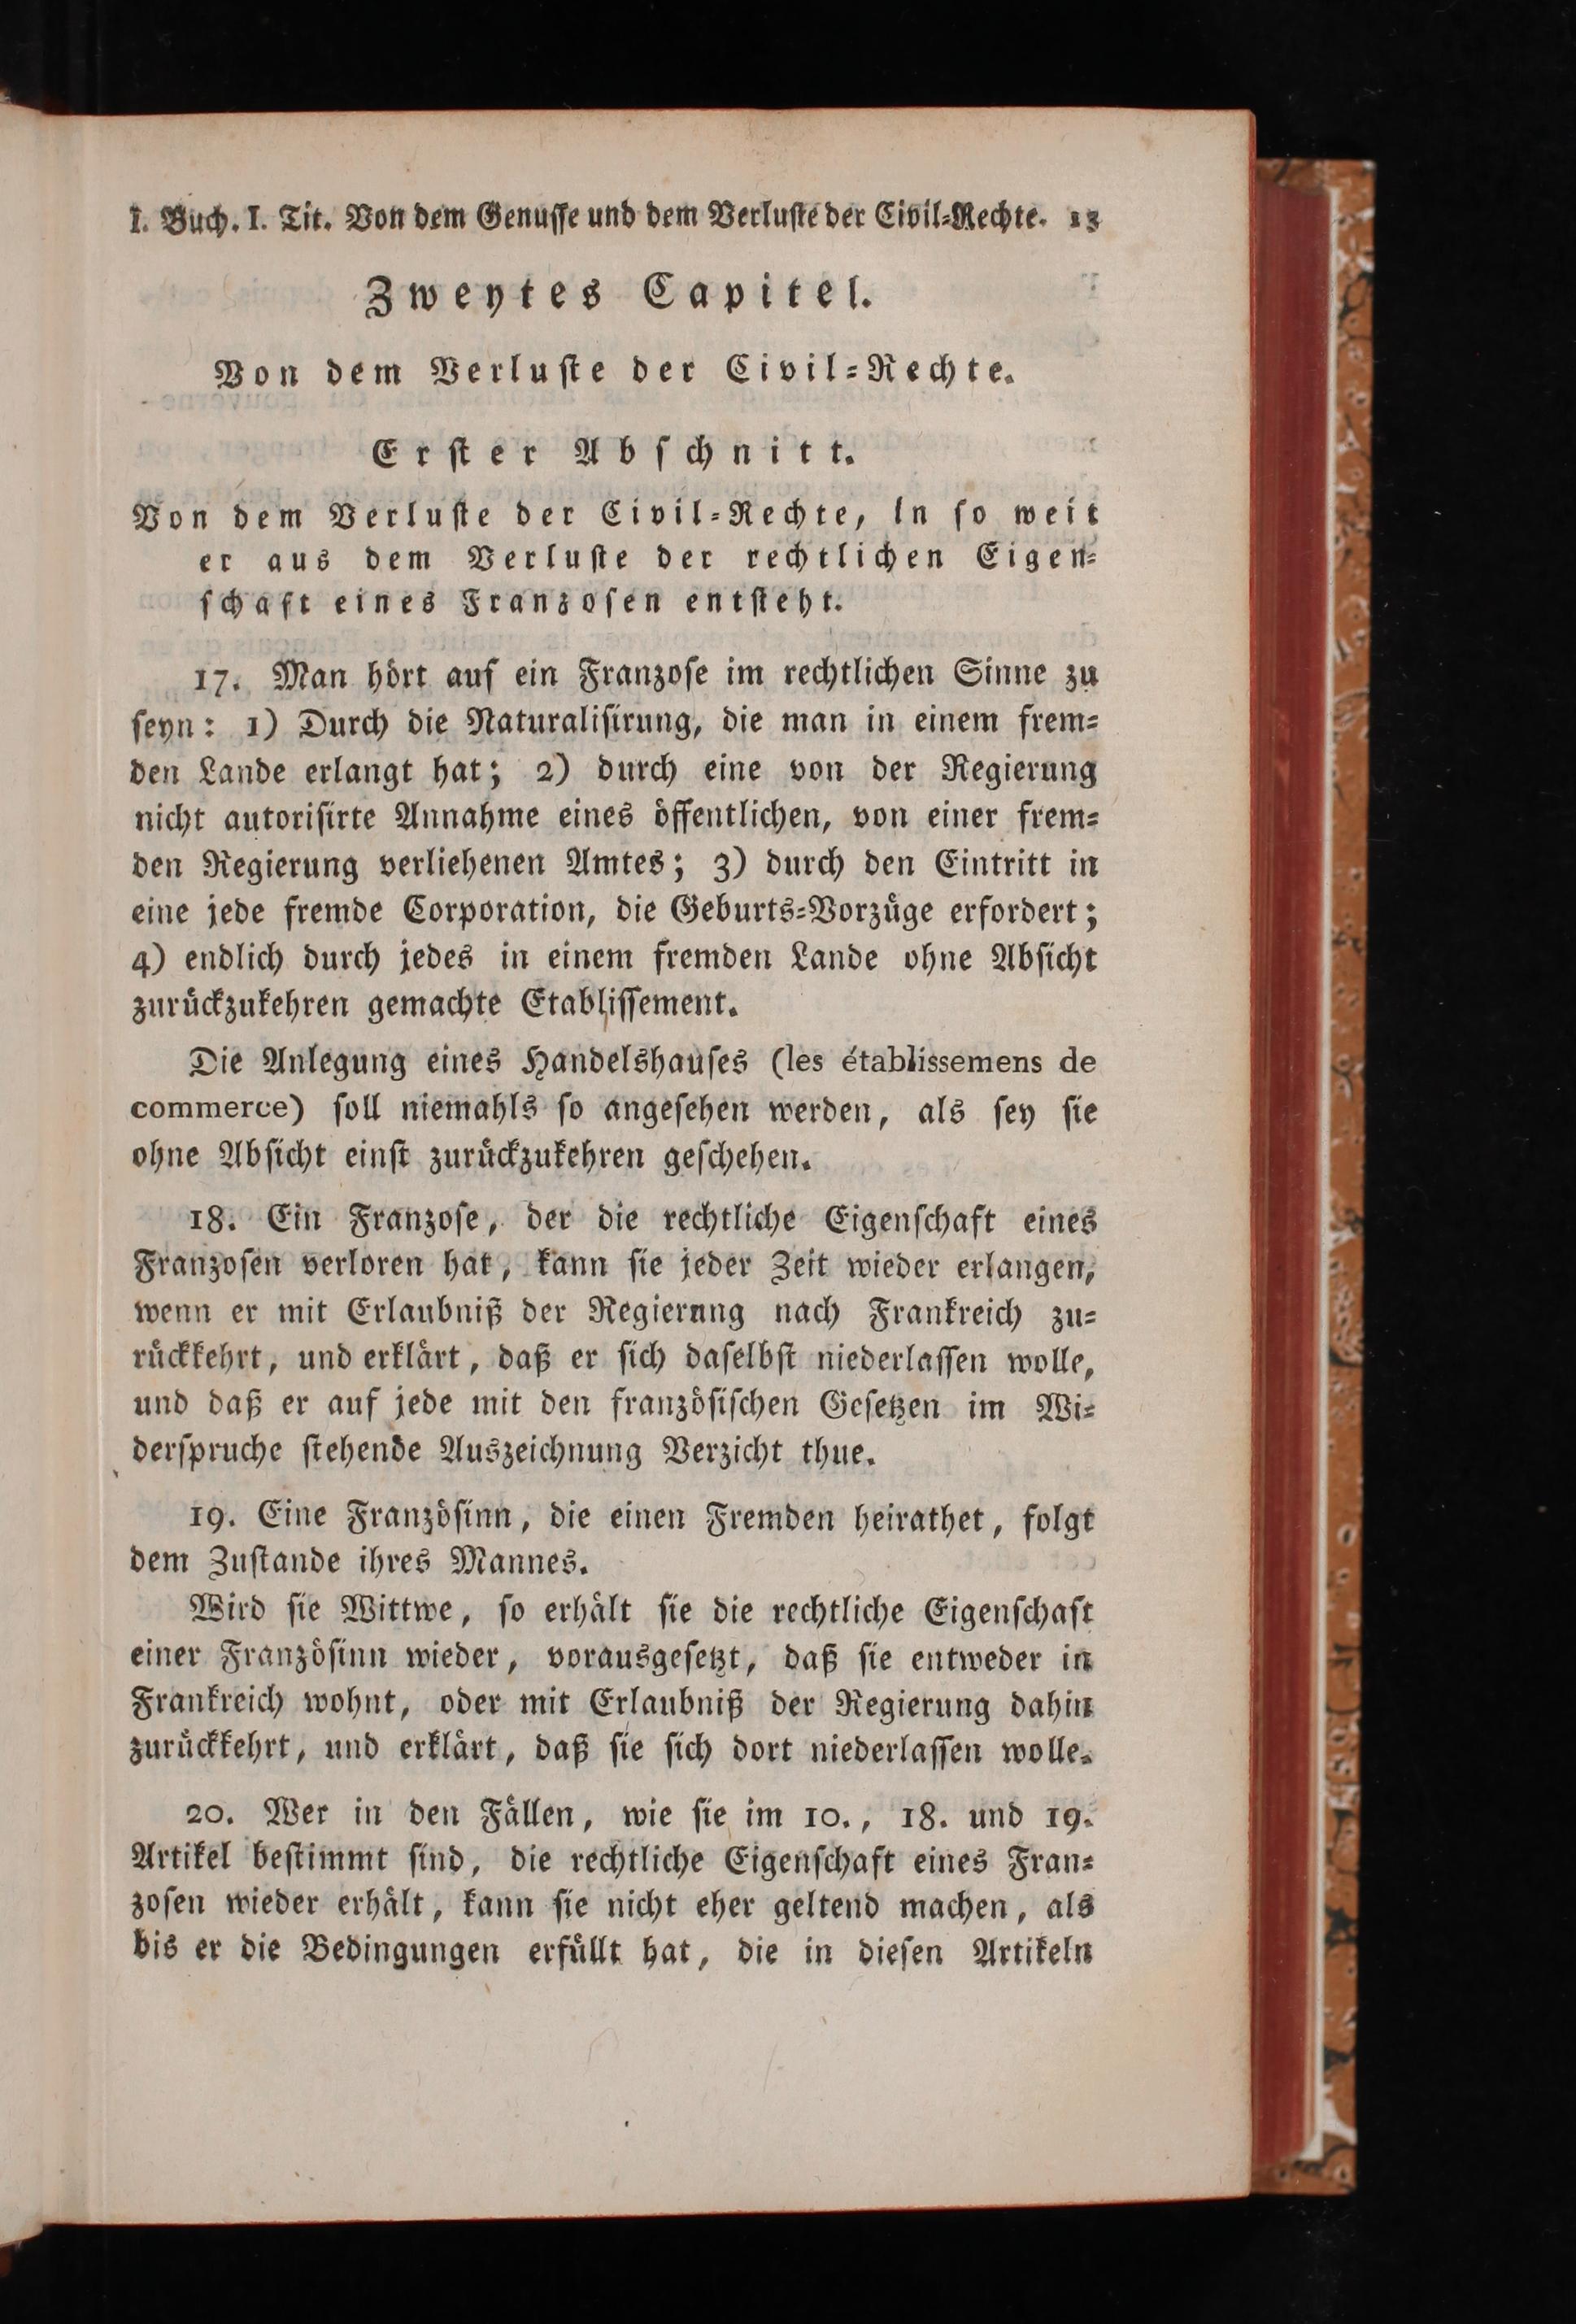 I. Buch. I. Tit. Von dem Genusse und dem Verluste der Civil-Rechte. 13
Zweytes Capitel.
Von dem Verluste der Civil-Rechte.
Erster Abschnitt.
Von dem Verluste der Civil-Rechte, in so weit
er aus dem Verluste der rechtlichen Eigen-
schaft eines Franzosen entsteht.
17. Man hört auf ein Franzose im rechtlichen Sinne zu
seyn: 1) Durch die Naturalisirung, die man in einem frem-
den Lande erlangt hat; 2) durch eine von der Regierung
nicht autorisirte Annahme eines öffentlichen, von einer frem-
den Regierung verliehenen Amtes; 3) durch den Eintritt in
eine jede fremde Corporation, die Geburts-Vorzüge erfordert;
4) endlich durch jedes in einem fremden Lande ohne Absicht
zurückzukehren gemachte Etablissement.
Die Anlegung eines Handelshauses (les établissemens de
commerce) soll niemahls so angesehen werden, als sey sie
ohne Absicht einst zurückzukehren geschehen.
18. Ein Franzose, der die rechtliche Eigenschaft eines
Franzosen verloren hat, kann sie jeder Zeit wieder erlangen,
wenn er mit Erlaubniß der Regierung nach Frankreich zu-
rückkehrt, und erklärt, daß er sich daselbst niederlassen wolle,
und daß er auf jede mit den französischen Gesetzen im Wi-
derspruche stehende Auszeichnung Verzicht thue.
19. Eine Französinn, die einen Fremden heirathet, folgt
dem Zustande ihres Mannes.
Wird sie Wittwe, so erhält sie die rechtliche Eigenschaft
einer Französinn wieder, vorausgesetzt, daß sie entweder in
Frankreich wohnt, oder mit Erlaubniß der Regierung dahin
zurückkehrt, und erklärt, daß sie sich dort niederlassen wolle.
20. Wer in den Fällen, wie sie im 10., 18. und 19.
Artikel bestimmt sind, die rechtliche Eigenschaft eines Fran-
zosen wieder erhält, kann sie nicht eher geltend machen, als
bis er die Bedingungen erfüllt hat, die in diesen Artikeln